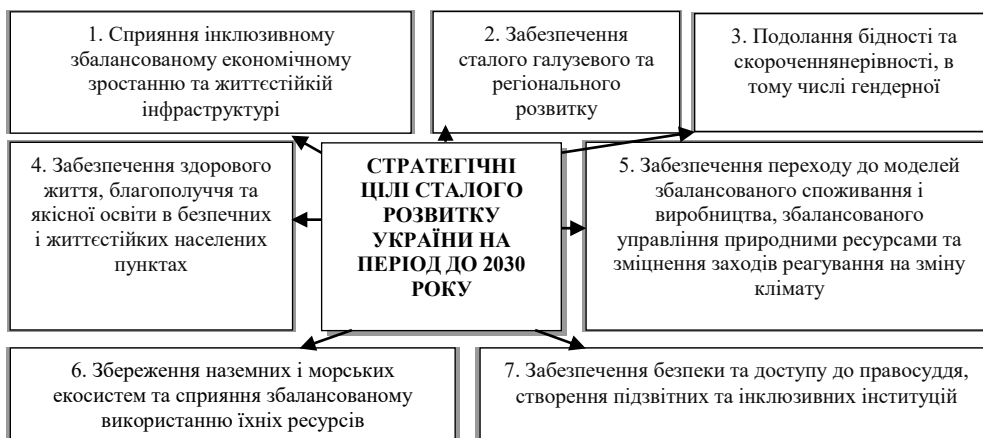 1. Сприяння інклюзивному
збалансованому економічному
зростанню та життєстійкій
інфраструктурі
2. Забезпечення
сталого галузевого та
регіонального
розвитку
3. Подолання бідності та
скороченнянерівності, в
тому числі гендерної
4. Забезпечення здорового
життя, благополуччя та
якісної освіти в безпечних
і життєстійких населених
пунктах
СТРАТЕГІЧНІ
ЦІЛІ СТАЛОГО
РОЗВИТКУ
УКРАЇНИ НА
ПЕРІОД ДО 2030
РОКУ
5. Забезпечення переходу до моделей
збалансованого споживання і
виробництва, збалансованого
управління природними ресурсами та
зміцнення заходів реагування на зміну
клімату
6. Збереження наземних і морських
екосистем та сприяння збалансованому
використанню їхніх ресурсів
7. Забезпечення безпеки та доступу до правосуддя,
створення підзвітних та інклюзивних інституцій